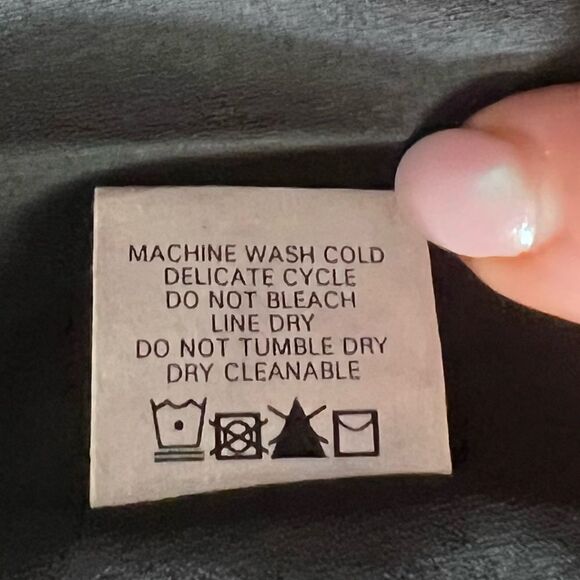 MACHINE WASH COLD
DELICATE CYCLE
DO NOT BLEACH
LINE DRY
DO NOT TUMBLE DRY
DRY CLEANABLE